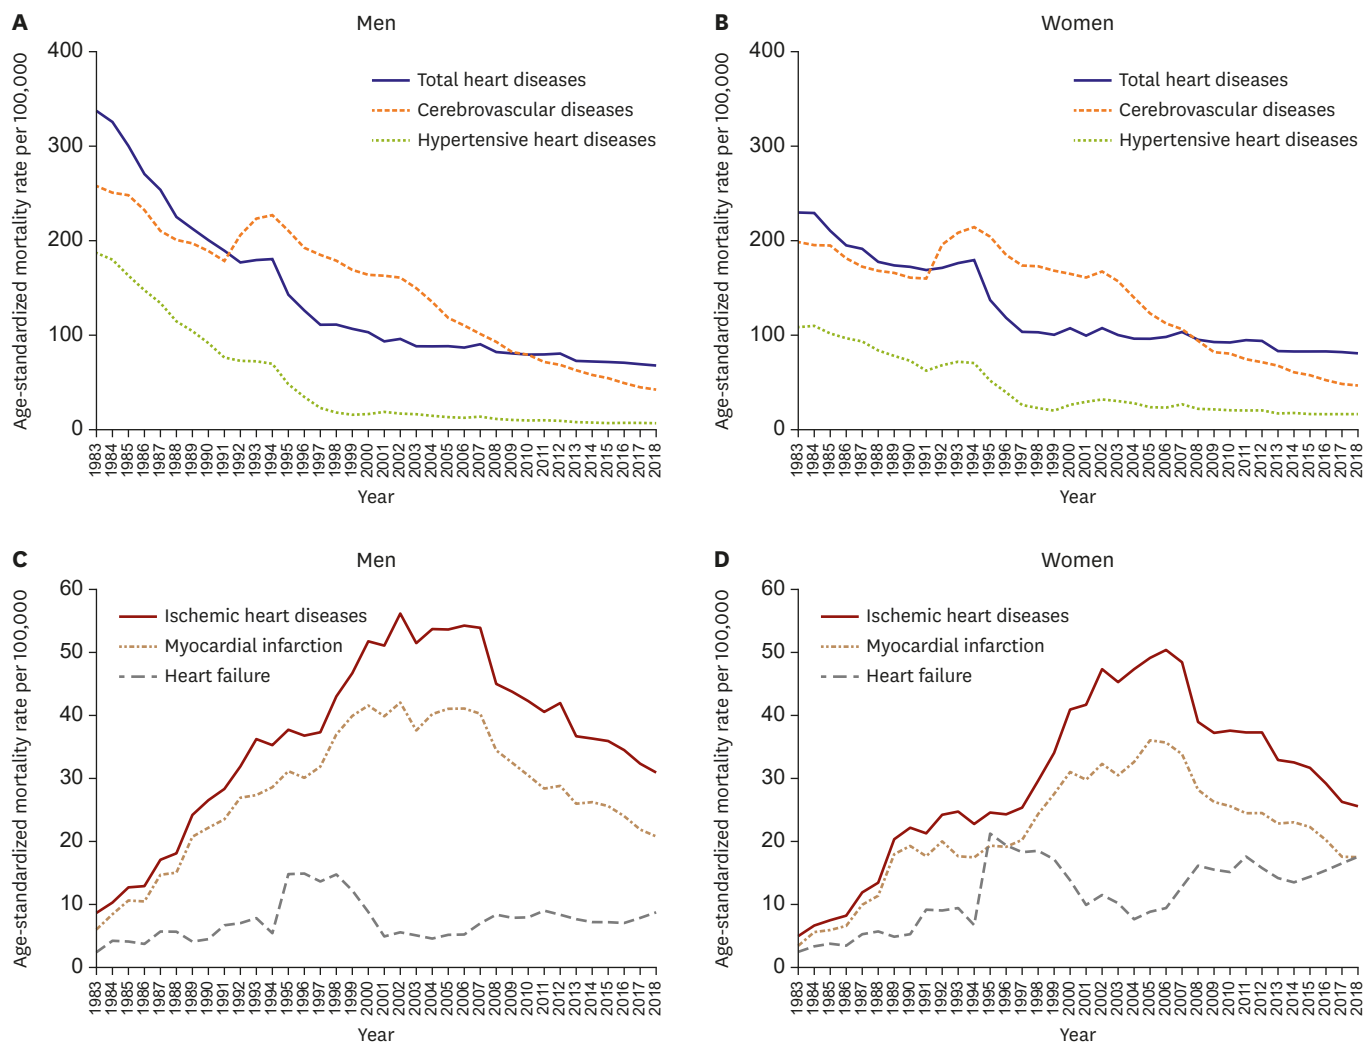 A
Men
Age-standardized mortality rate per 100,000
400
300
200
100
0
Total heart diseases
Cerebrovascular diseases
Hypertensive heart diseases
1983 1984 1985 1986 1987 1988 1989 1990 1991 1992 1993 1994 1995 1996 1997 1998 1999 2000 2001 2002 2003 2004 2005 2006 2007 2008 2009 2010 2011 2012 2013 2014 2015 2016 2017 2018
Year
B
Women
Age-standardized mortality rate per 100,000
400
300
200
100
0
Total heart diseases
Cerebrovascular diseases
Hypertensive heart diseases
1983 1984 1985 1986 1987 1988 1989 1990 1991 1992 1993 1994 1995 1996 1997 1998 1999 2000 2001 2002 2003 2004 2005 2006 2007 2008 2009 2010 2011 2012 2013 2014 2015 2016 2017 2018
Year
C
Men
Age-standardized mortality rate per 100,000
60
50
40
30
20
10
0
Ischemic heart diseases
Myocardial infarction
Heart failure
1983 1984 1985 1986 1987 1988 1989 1990 1991 1992 1993 1994 1995 1996 1997 1998 1999 2000 2001 2002 2003 2004 2005 2006 2007 2008 2009 2010 2011 2012 2013 2014 2015 2016 2017 2018
Year
D
Women
Age-standardized mortality rate per 100,000
60
50
40
30
20
10
0
Ischemic heart diseases
Myocardial infarction
Heart failure
1983 1984 1985 1986 1987 1988 1989 1990 1991 1992 1993 1994 1995 1996 1997 1998 1999 2000 2001 2002 2003 2004 2005 2006 2007 2008 2009 2010 2011 2012 2013 2014 2015 2016 2017 2018
Year